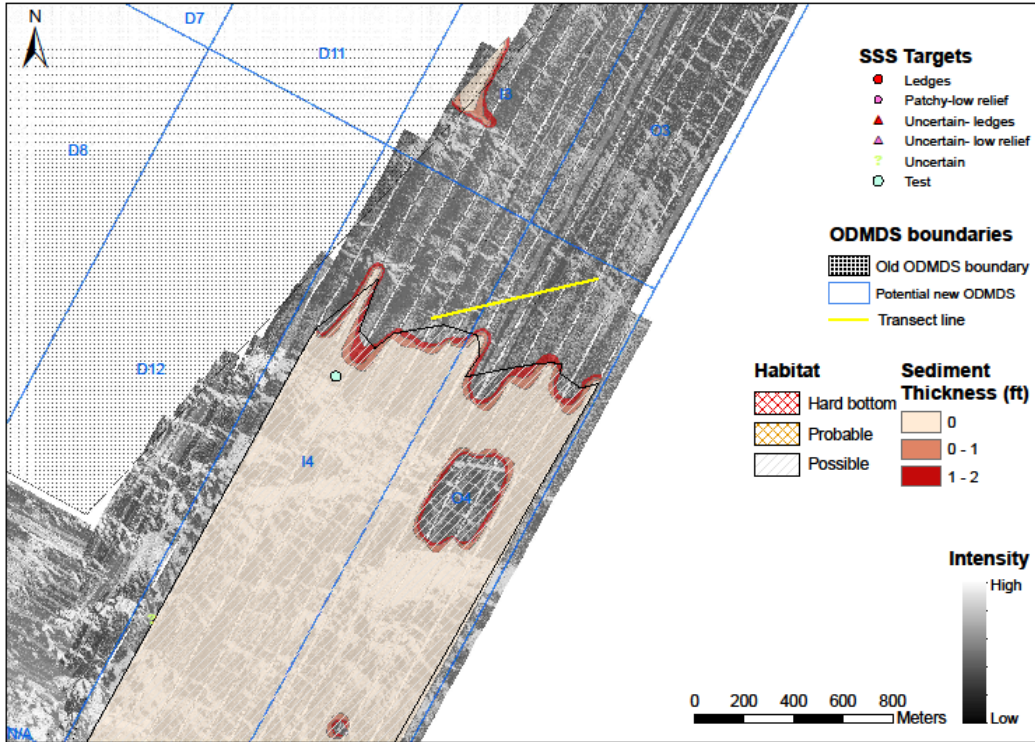 N
D7
D11
I3
O3
D8
D12
I4
O4
N/A
SSS Targets
Ledges
Patchy-low relief
Uncertain- ledges
Uncertain- low relief
?
Uncertain
Test
ODMDS boundaries
Old ODMDS boundary
Potential new ODMDS
Transect line
Habitat
Hard bottom
Probable
Possible
Sediment
Thickness (ft)
0
0 - 1
1 - 2
Intensity
High
Low
0 200 400 600 800
Meters